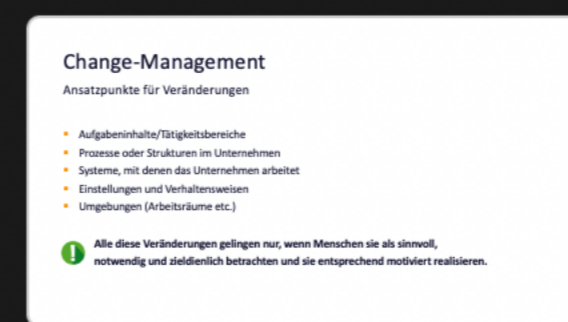 Change-Management
Ansatzpunkte für Veränderungen
Aufgabeninhalte/Tätigkeitsbereiche
Prozesse oder Strukturen im Unternehmen
Systeme, mit denen das Unternehmen arbeitet
Einstellungen und Verhaltensweisen
Umgebungen (Arbeitsräume etc.)
Alle diese Veränderungen gelingen nur, wenn Menschen sie als sinnvoll,
notwendig und zieldienlich betrachten und sie entsprechend motiviert realisieren.